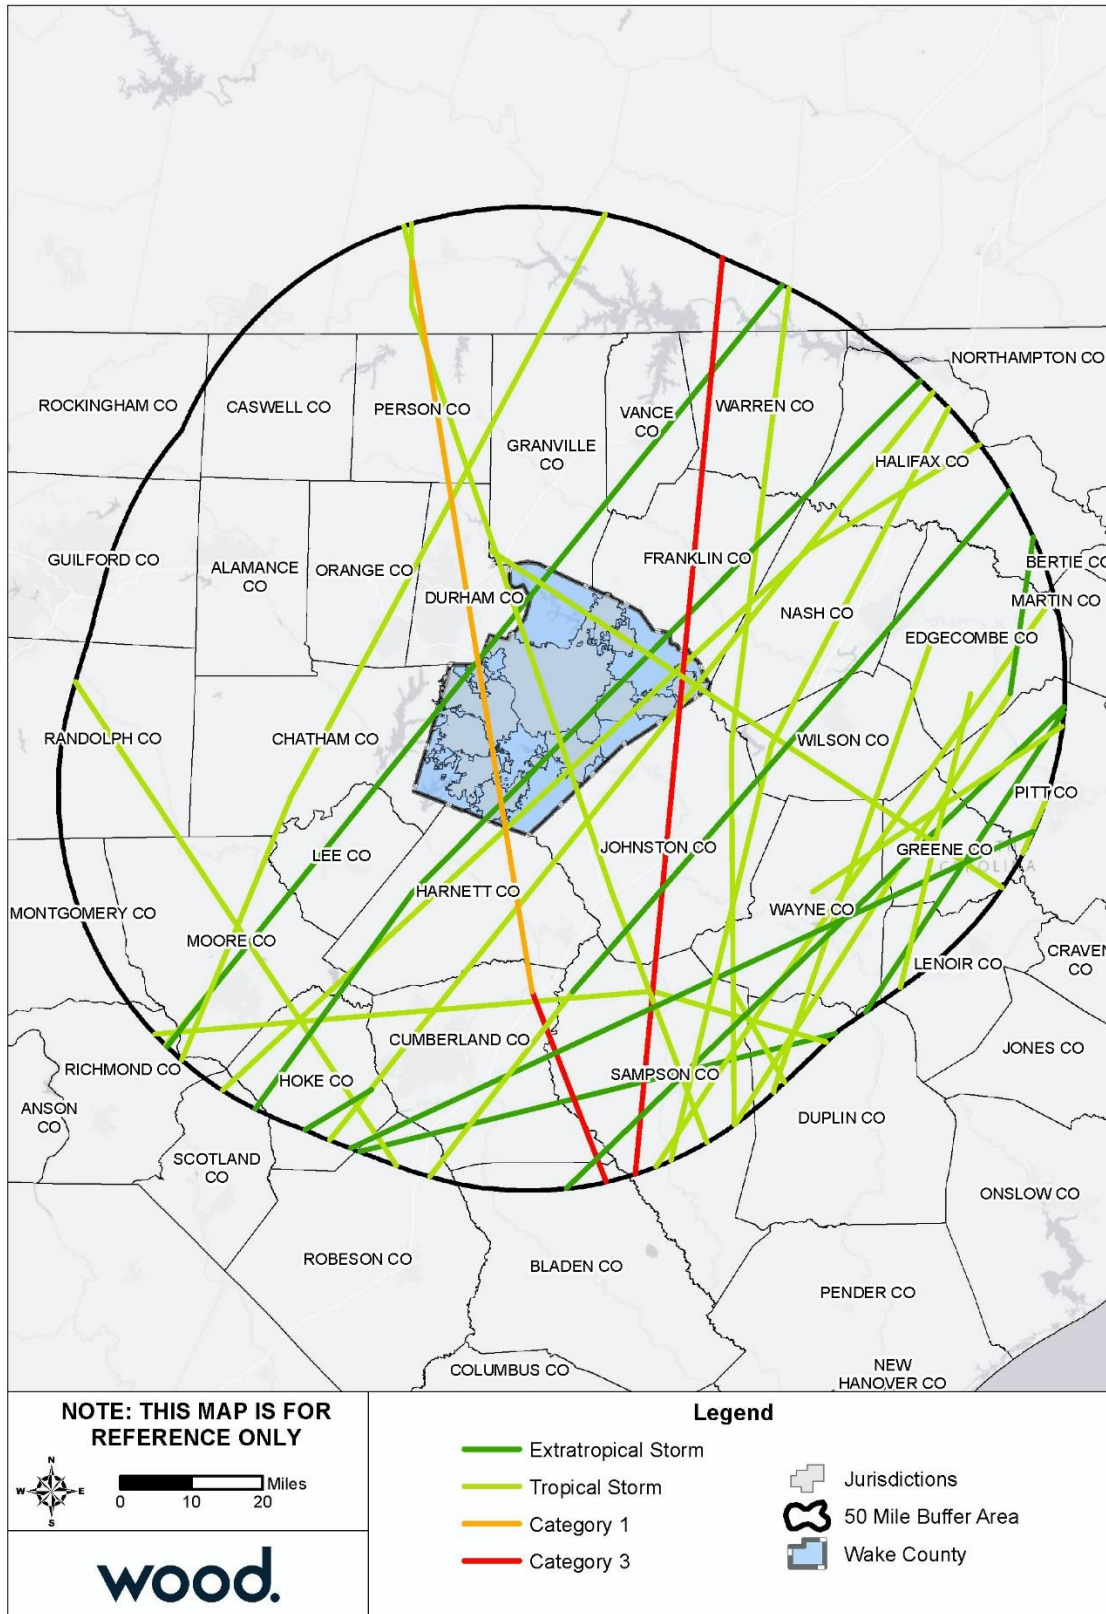 NORTHAMPTON CO
ROCKINGHAM CO
CASWELL CO
PERSON CO
VANCE
CO
WARREN CO
GRANVILLE
CO
HALIFAX CO
GUILFORD CO
ALAMANCE
CO
ORANGE CO
DURHAM CO
FRANKLIN CO
NASH CO
BERTIE CO
MARTIN CO
EDGECOMBE CO
RANDOLPH CO
CHATHAM CO
WILSON CO
PITT CO
LEE CO
JOHNSTON CO
GREENE CO
HARNETT CO
MONTGOMERY CO
WAYNE CO
MOORE CO
LENOIR CO
CRAVEN
CO
CUMBERLAND CO
RICHMOND CO
JONES CO
HOKE CO
SAMPSON CO
ANSON
CO
DUPLIN CO
SCOTLAND
CO
ONSLOW CO
ROBESON CO
BLADEN CO
PENDER CO
COLUMBUS CO
NEW
HANOVER CO
NOTE: THIS MAP IS FOR
REFERENCE ONLY
N
W E
S
Miles
0 10 20
wood.
Legend
Extratropical Storm
Tropical Storm
Category 1
Category 3
Jurisdictions
50 Mile Buffer Area
Wake County